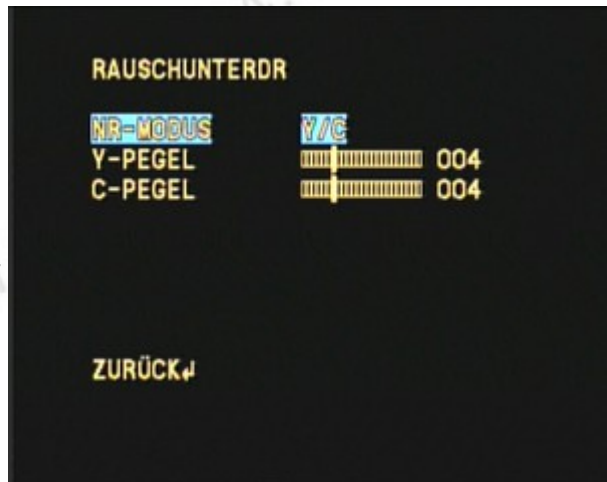 RAUSCHUNTERDR
NR-MODUS Y/C
Y-PEGEL 004
C-PEGEL 004
ZURÜCK↲